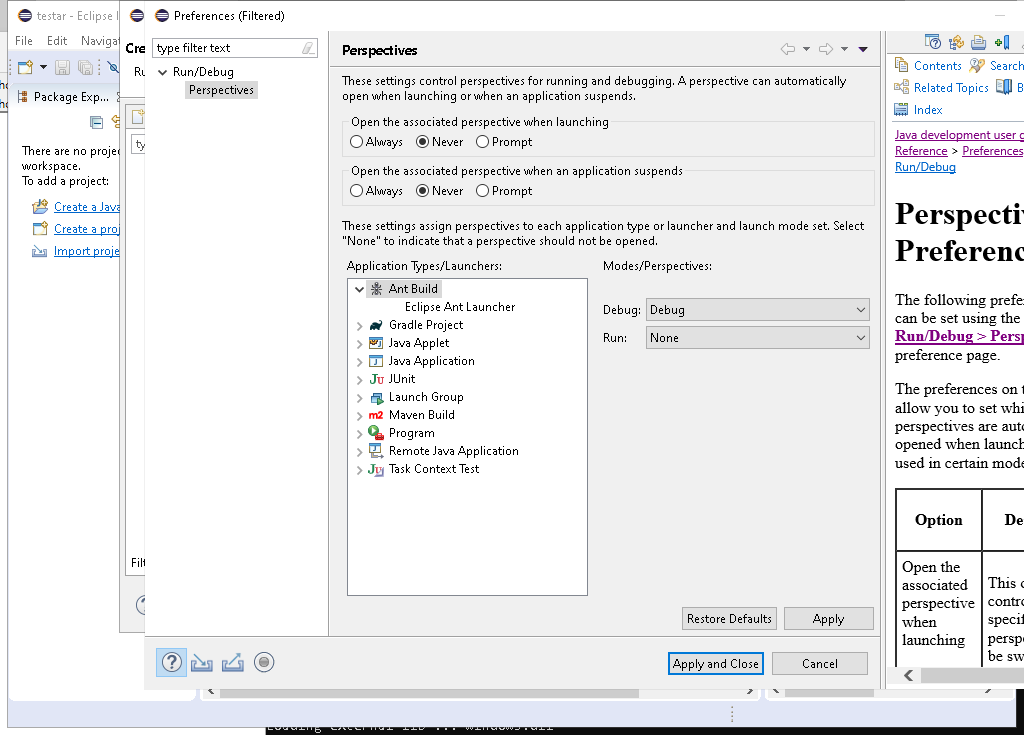 testar - Eclipse I
Preferences (Filtered)
File Edit Navigat
Cre
Ru
Package Exp...
There are no projec
workspace.
To add a project:
Create a Java
Create a proj
Import proje
ty
Filt
type filter text
Run/Debug
Perspectives
Perspectives
These settings control perspectives for running and debugging. A perspective can automatically
open when launching or when an application suspends.
Open the associated perspective when launching
Always Never Prompt
Open the associated perspective when an application suspends
Always Never Prompt
These settings assign perspectives to each application type or launcher and launch mode set. Select
"None" to indicate that a perspective should not be opened.
Application Types/Launchers:
Ant Build
Eclipse Ant Launcher
Gradle Project
Java Applet
Java Application
JUnit
Launch Group
Maven Build
Program
Remote Java Application
Task Context Test
Modes/Perspectives:
Debug: Debug
Run: None
Restore Defaults Apply
Apply and Close Cancel
Contents Search
Related Topics B
Index
Java development user g
Reference > Preferences
Run/Debug
Perspectiv
Preferenc
The following prefer
can be set using the
Run/Debug > Persp
preference page.
The preferences on t
allow you to set whi
perspectives are auto
opened when launch
used in certain mode
Option De
Open the
associated
perspective
when
launching
This o
contro
specif
perspe
be sw
Loading external lib ... windows.dll